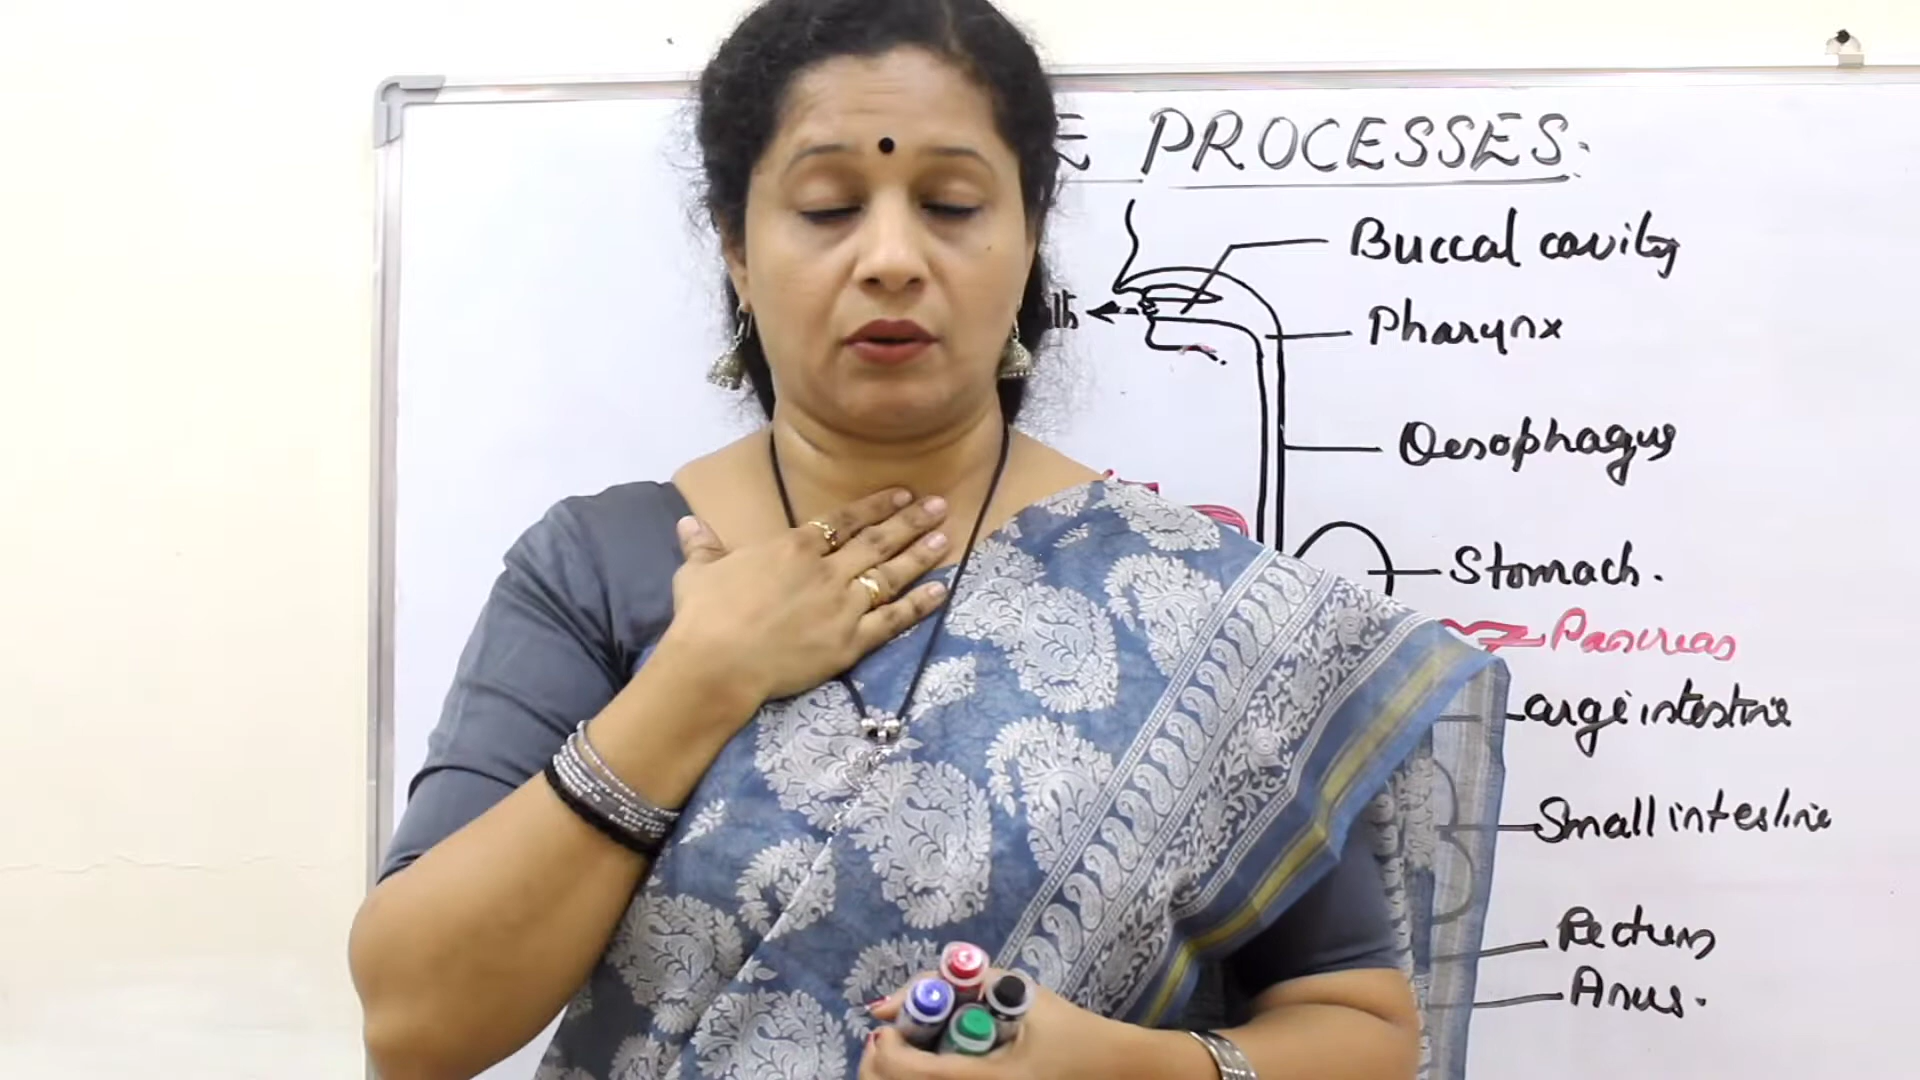 E PROCESSES:
Buccal cavity
Pharynx
Oesophagus
Stomach.
Pancreas
arge intestine
Small intestine
Rectum
Anus.